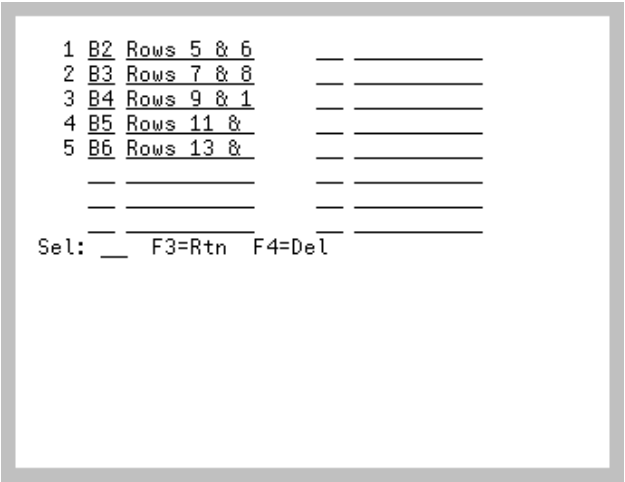 1 B2 Rows 5 & 6
2 B3 Rows 7 & 8
3 B4 Rows 9 & 1
4 B5 Rows 11 &
5 B6 Rows 13 &
Sel: __ F3=Rtn F4=Del